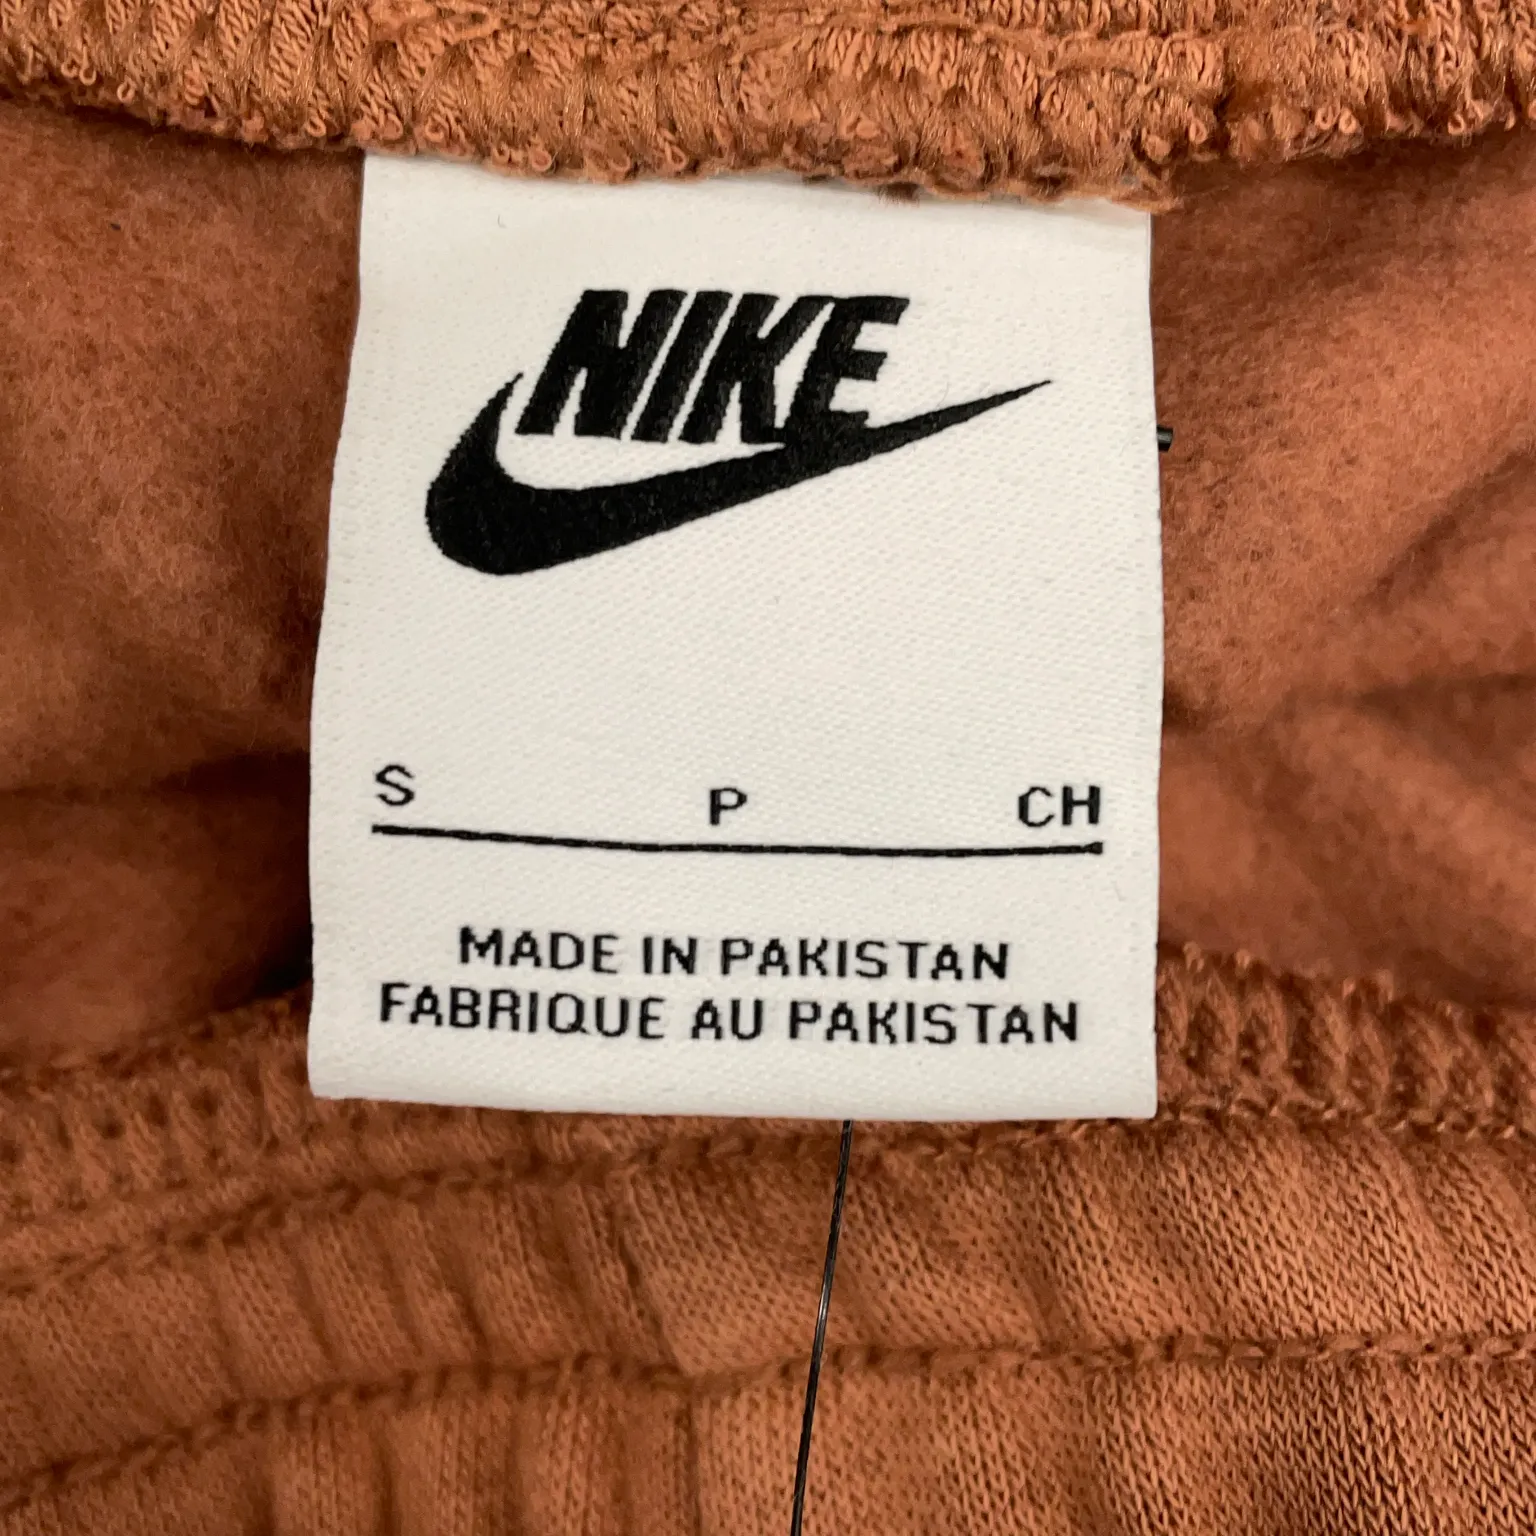 NIKE
S P CH
MADE IN PAKISTAN
FABRIQUE AU PAKISTAN